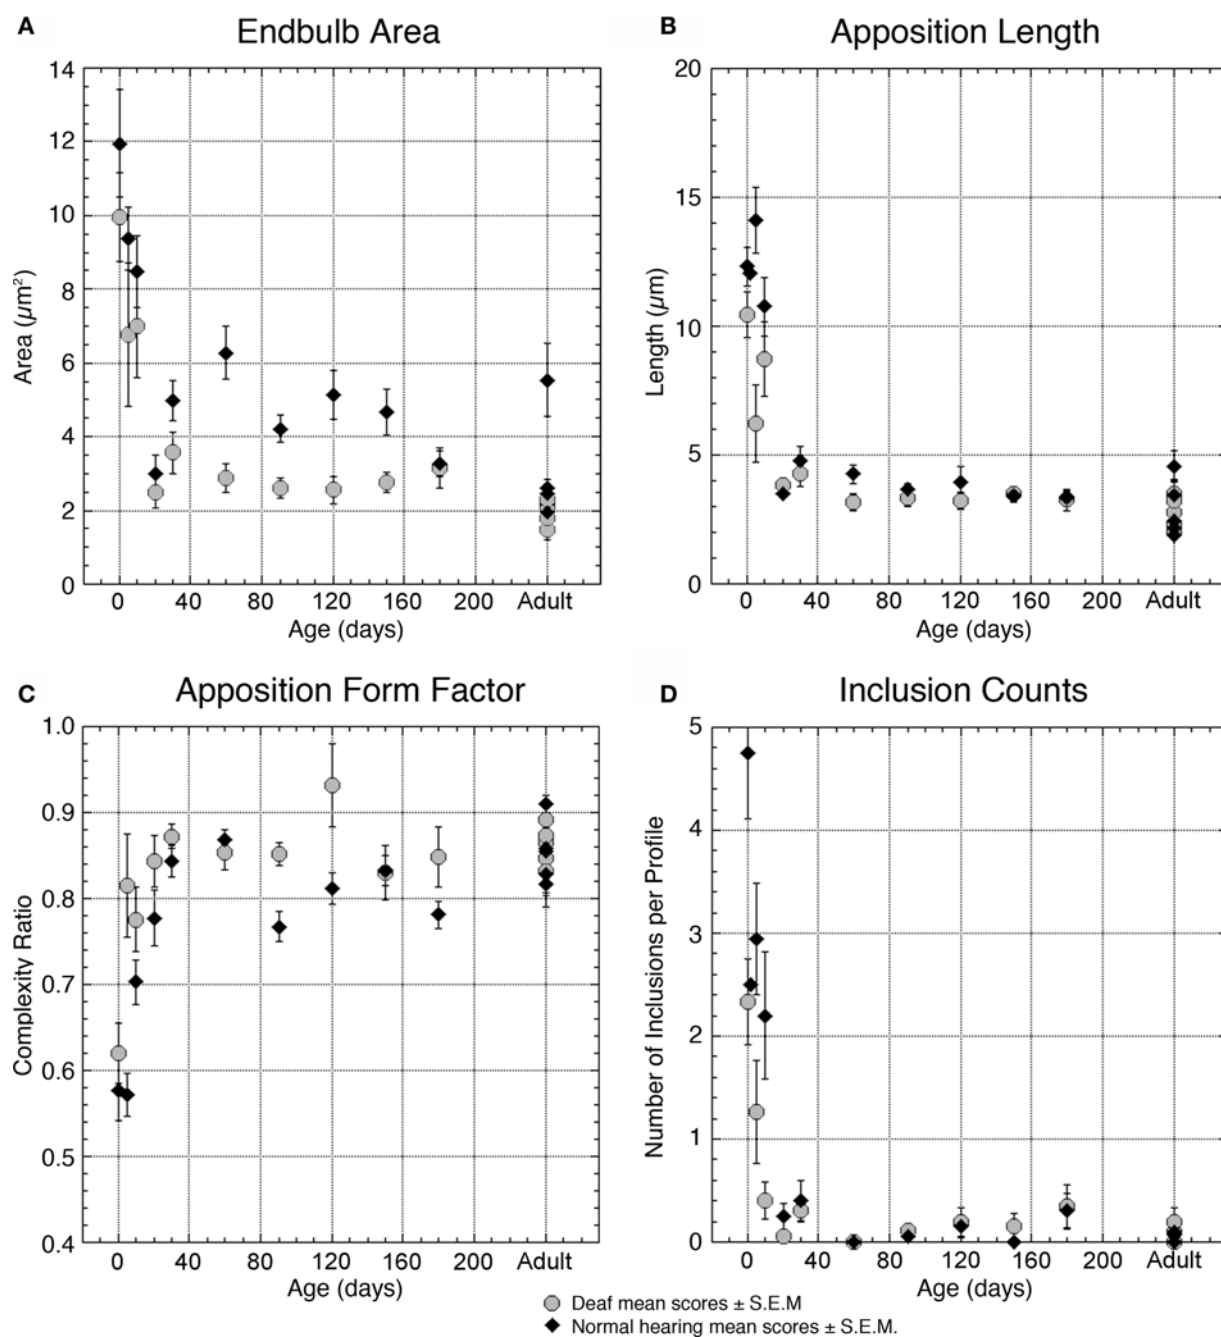 A Endbulb Area
14
12
10
8
6
4
2
0
Area (µm²)
0 40 80 120 160 200 Adult
Age (days)
B Apposition Length
20
15
10
5
0
Length (µm)
0 40 80 120 160 200 Adult
Age (days)
C Apposition Form Factor
1.0
0.9
0.8
0.7
0.6
0.5
0.4
Complexity Ratio
0 40 80 120 160 200 Adult
Age (days)
D Inclusion Counts
5
4
3
2
1
0
Number of Inclusions per Profile
0 40 80 120 160 200 Adult
Age (days)
Deaf mean scores ± S.E.M
Normal hearing mean scores ± S.E.M.